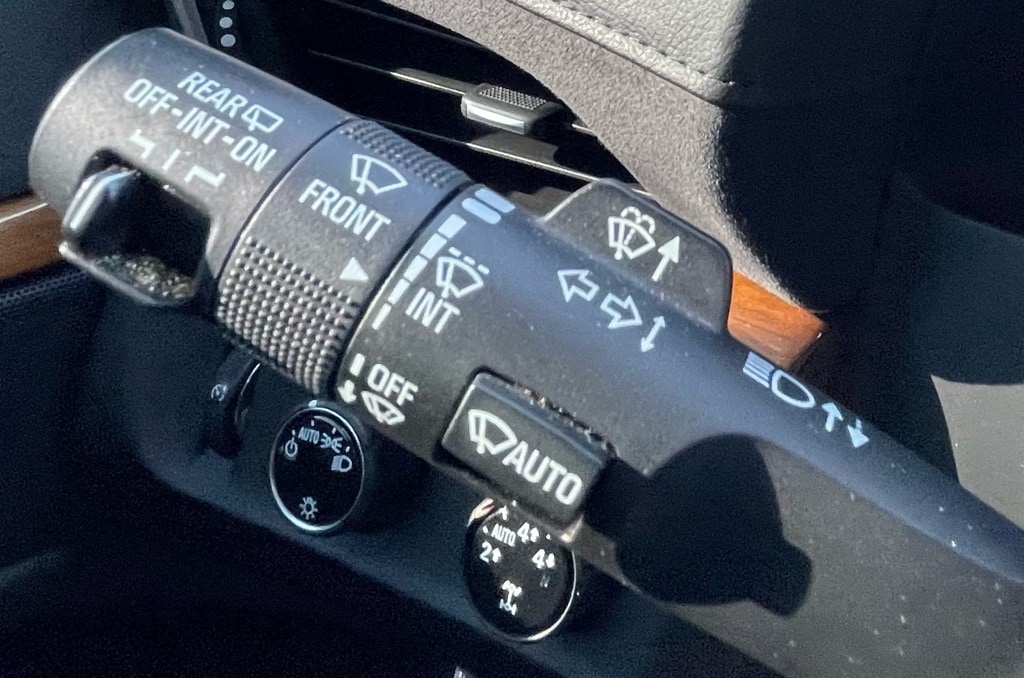 REAR
OFF-INT-ON
FRONT
INT
OFF
AUTO
AUTO
AUTO 4
2 4